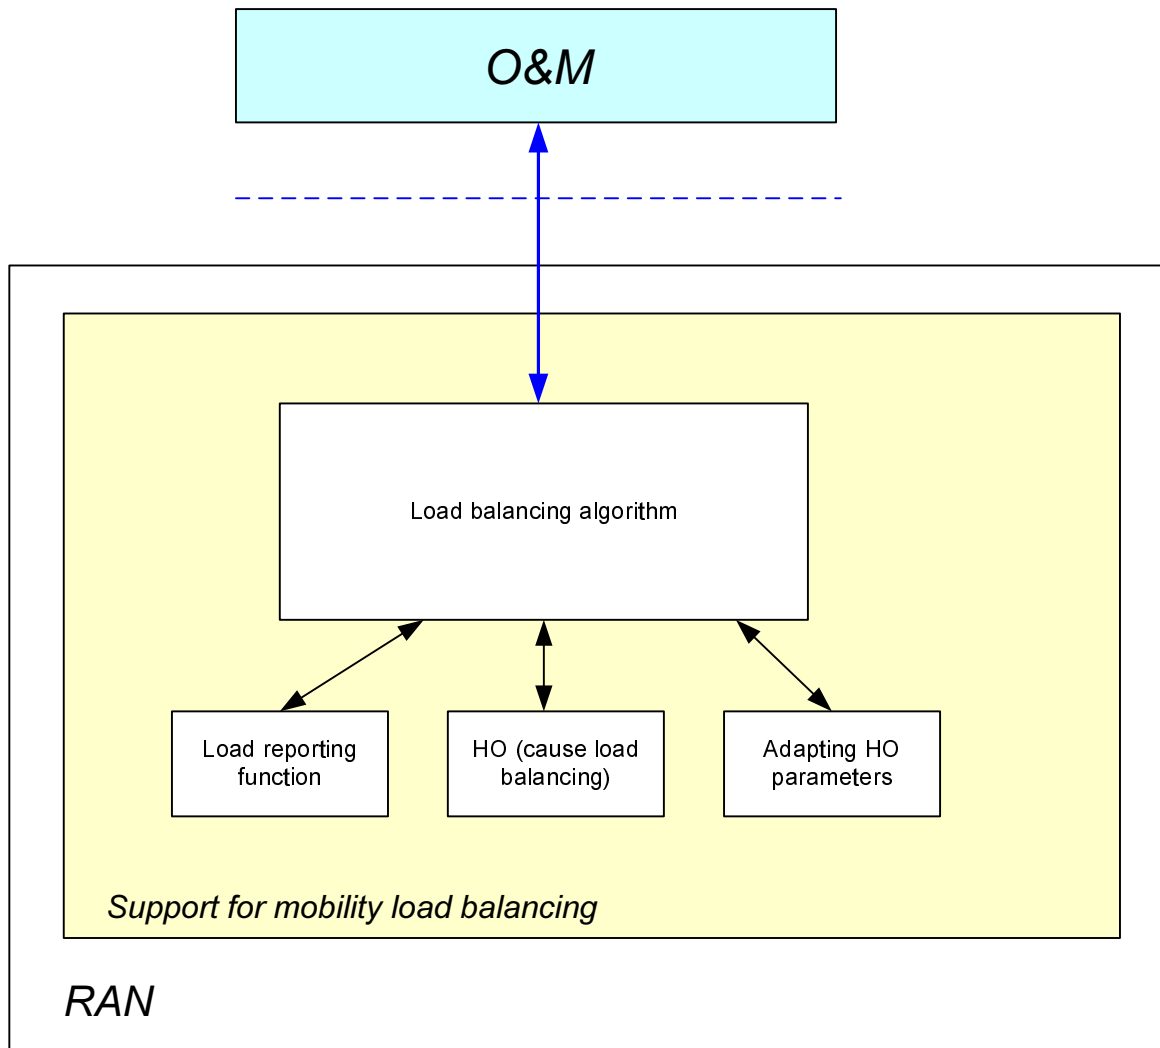 O&M
Load balancing algorithm
Load reporting
function
HO (cause load
balancing)
Adapting HO
parameters
Support for mobility load balancing
RAN